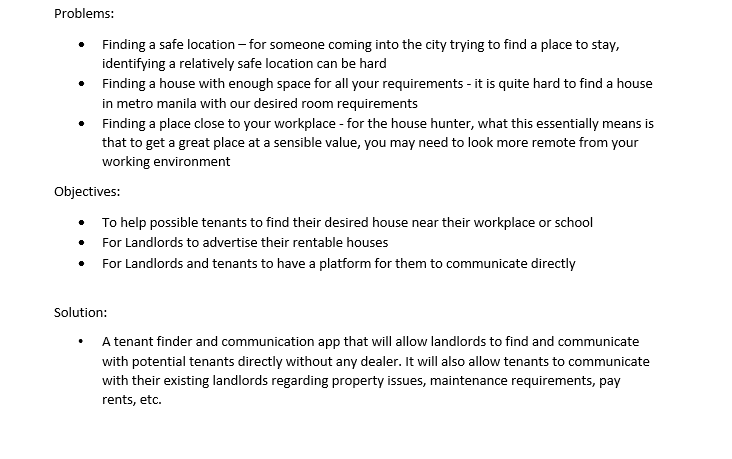 Problems:
• Finding a safe location – for someone coming into the city trying to find a place to stay,
identifying a relatively safe location can be hard
• Finding a house with enough space for all your requirements - it is quite hard to find a house
in metro manila with our desired room requirements
• Finding a place close to your workplace - for the house hunter, what this essentially means is
that to get a great place at a sensible value, you may need to look more remote from your
working environment
Objectives:
• To help possible tenants to find their desired house near their workplace or school
• For Landlords to advertise their rentable houses
• For Landlords and tenants to have a platform for them to communicate directly
Solution:
• A tenant finder and communication app that will allow landlords to find and communicate
with potential tenants directly without any dealer. It will also allow tenants to communicate
with their existing landlords regarding property issues, maintenance requirements, pay
rents, etc.